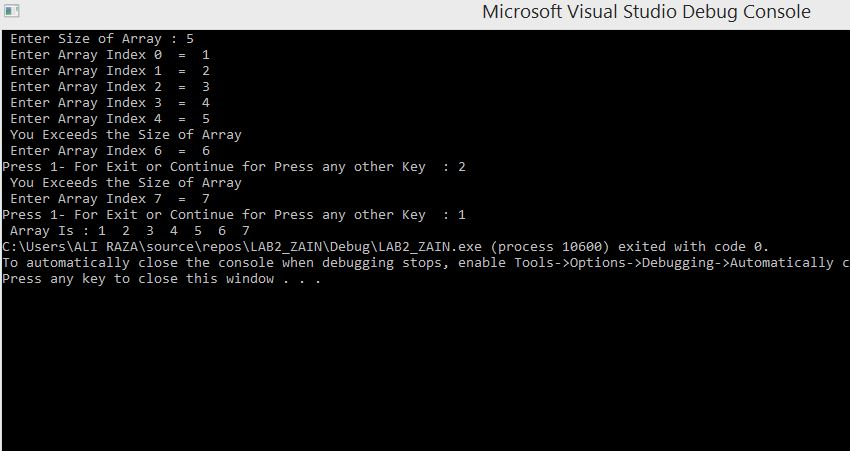 Microsoft Visual Studio Debug Console
Enter Size of Array : 5
Enter Array Index 0  =  1
Enter Array Index 1  =  2
Enter Array Index 2  =  3
Enter Array Index 3  =  4
Enter Array Index 4  =  5
You Exceeds the Size of Array
Enter Array Index 6  =  6
Press 1- For Exit or Continue for Press any other Key  : 2
You Exceeds the Size of Array
Enter Array Index 7  =  7
Press 1- For Exit or Continue for Press any other Key  : 1
Array Is : 1  2  3  4  5  6  7
C:\Users\ALI RAZA\source\repos\LAB2_ZAIN\Debug\LAB2_ZAIN.exe (process 10600) exited with code 0.
To automatically close the console when debugging stops, enable Tools->Options->Debugging->Automatically c
Press any key to close this window . . .